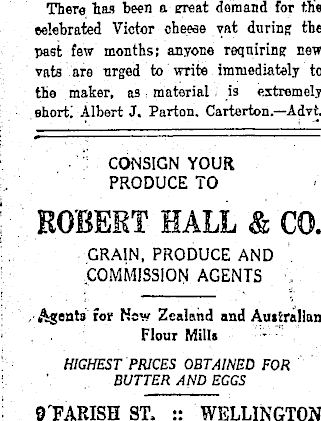 There has been a great demand for the
celebrated Victor cheese vat during the
past few months; anyone requiring new
vats are urged to write immediately to
the maker, as material is extremely
short. Albert J. Parton, Carterton.—Advt.
CONSIGN YOUR
PRODUCE TO
ROBERT HALL & CO.
GRAIN, PRODUCE AND
COMMISSION AGENTS
Agents for New Zealand and Australian
Flour Mills
HIGHEST PRICES OBTAINED FOR
BUTTER AND EGGS
9 FARISH ST. :: WELLINGTON